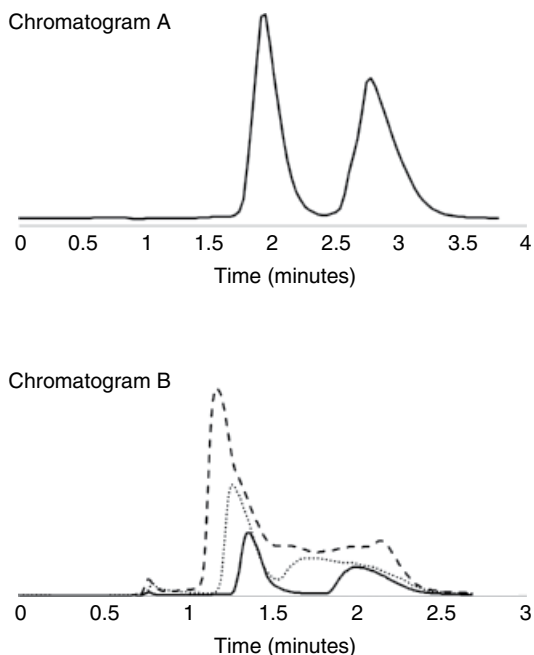 Chromatogram A
0 0.5 1 1.5 2 2.5 3 3.5 4
Time (minutes)
Chromatogram B
0 0.5 1 1.5 2 2.5 3
Time (minutes)